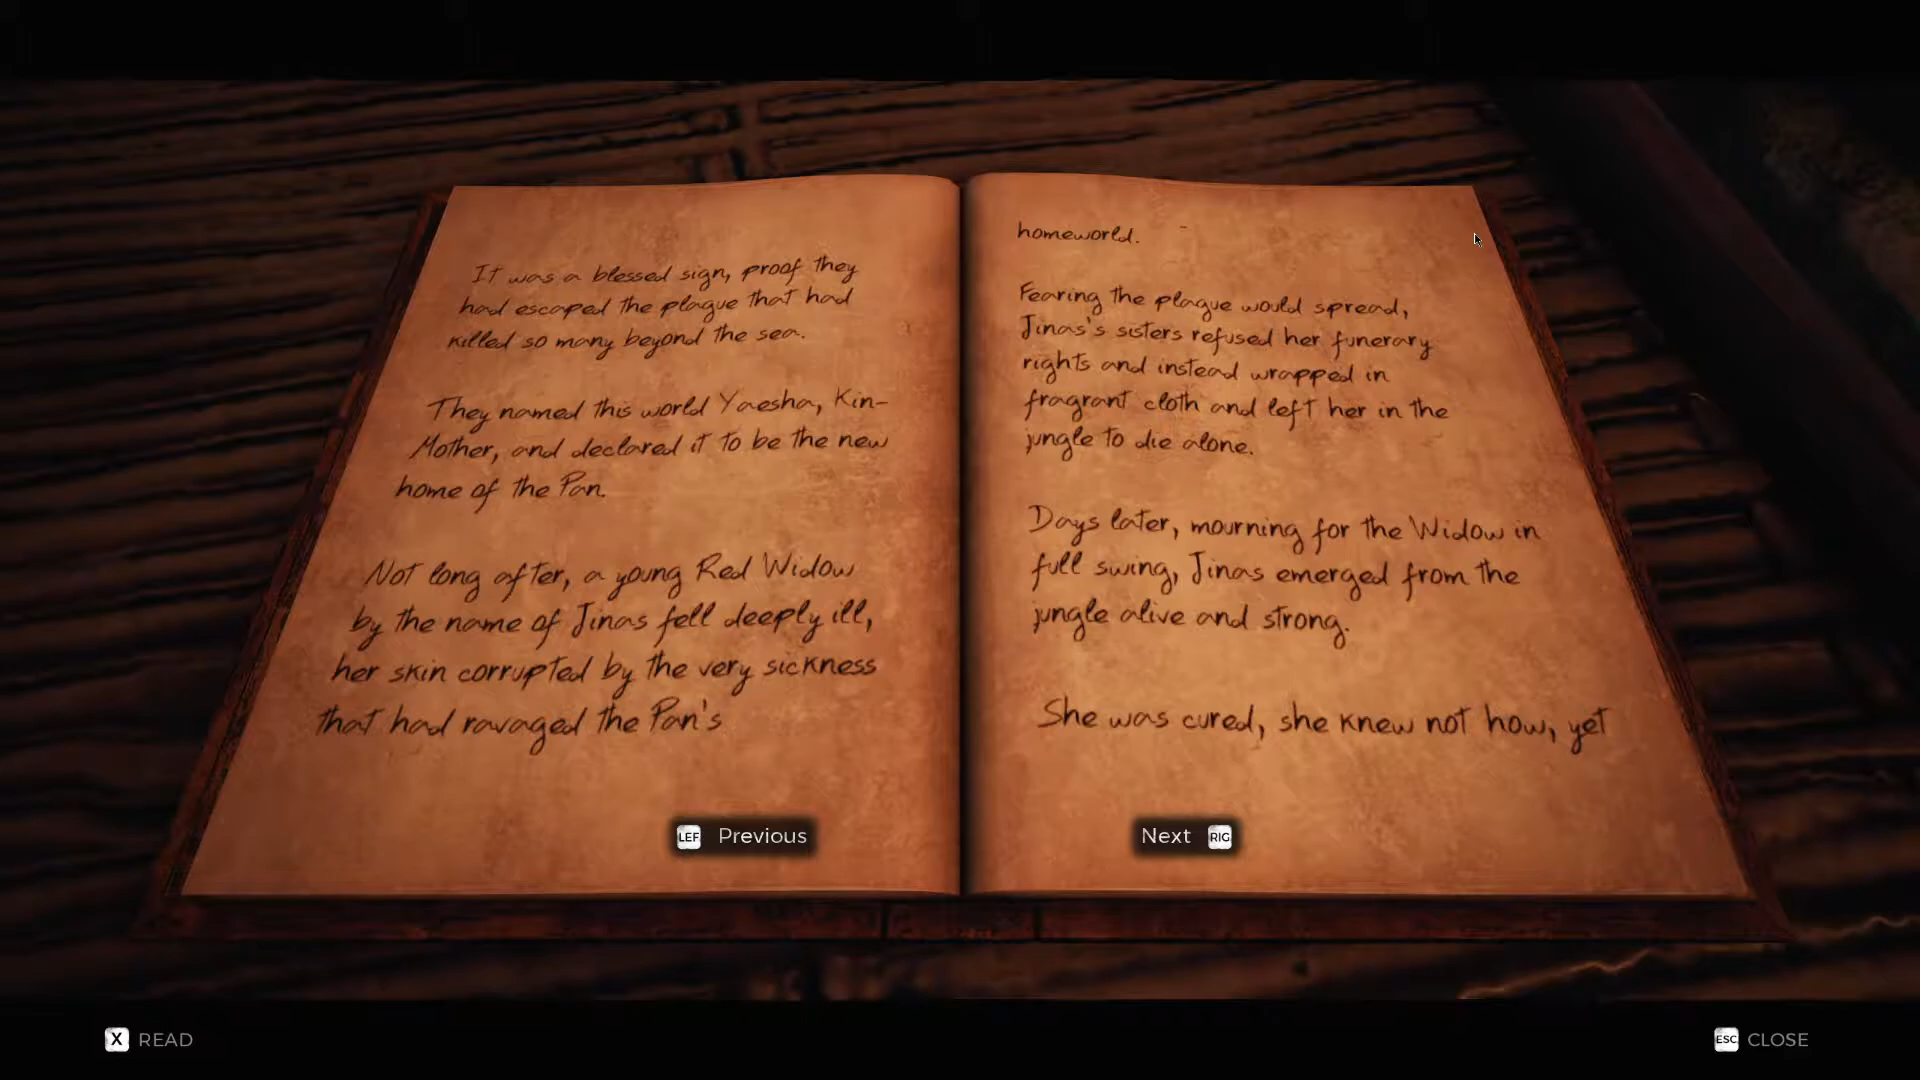 It was a blessed sign, proof they
had escaped the plague that had
killed so many beyond the sea.
They named this world Yaesha, Kin-
Mother, and declared it to be the new
home of the Pan.
Not long after, a young Red Widow
by the name of Jinas fell deeply ill,
her skin corrupted by the very sickness
that had ravaged the Pan's
homeworld.
Fearing the plague would spread,
Jinas's sisters refused her funerary
rights and instead wrapped in
fragrant cloth and left her in the
jungle to die alone.
Days later, mourning for the Widow in
full swing, Jinas emerged from the
jungle alive and strong.
She was cured, she knew not how, yet
LEF Previous
Next RIG
X READ
ESC CLOSE